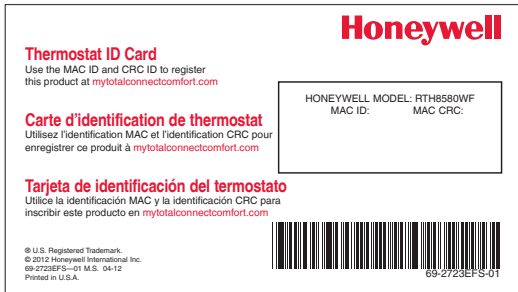 Honeywell
Thermostat ID Card
Use the MAC ID and CRC ID to register
this product at mytotalconnectcomfort.com
HONEYWELL MODEL: RTH8580WF
MAC ID: MAC CRC:
Carte d'identification de thermostat
Utilisez l'identification MAC et l'identification CRC pour
enregistrer ce produit à mytotalconnectcomfort.com
Tarjeta de identificación del termostato
Utilice la identificación MAC y la identificación CRC para
inscribir este producto en mytotalconnectcomfort.com
® U.S. Registered Trademark.
© 2012 Honeywell International Inc.
69-2723EFS—01 M.S. 04-12
Printed in U.S.A.
69-2723EFS-01